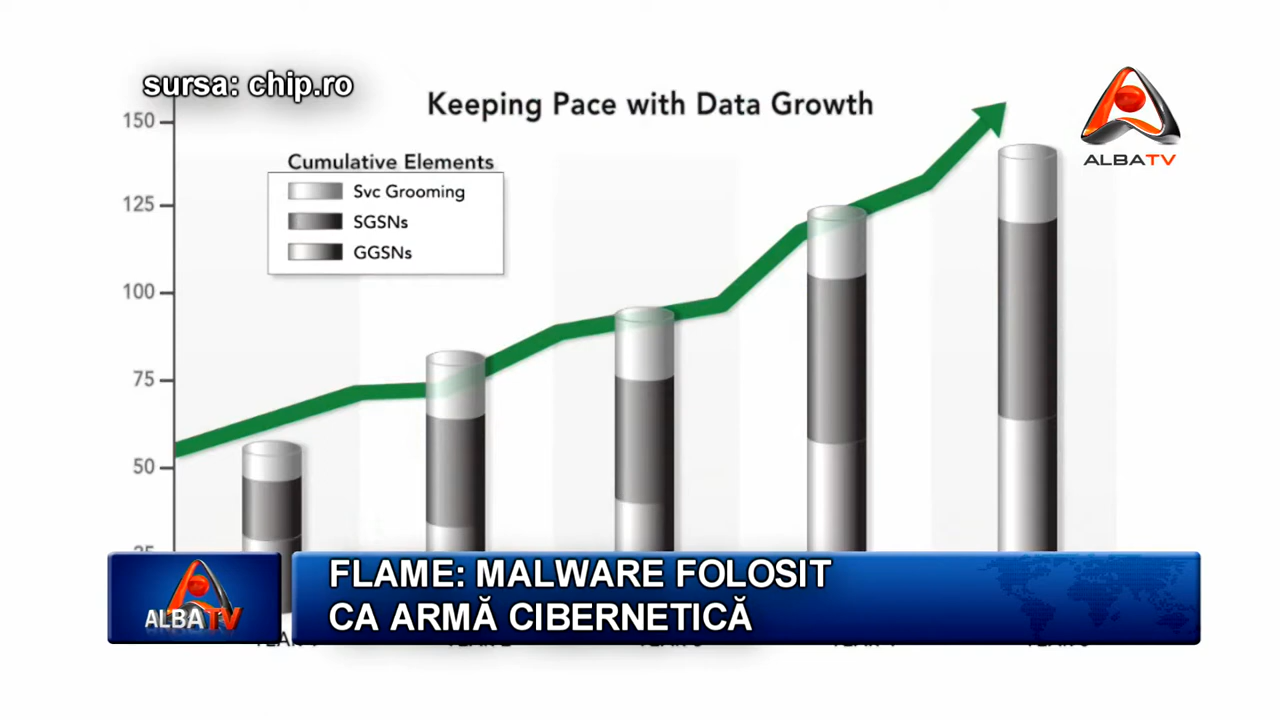 sursa: chip.ro
Keeping Pace with Data Growth
ALBATV
150
125
100
75
50
Cumulative Elements
Svc Grooming
SGSNs
GGSNs
ALBATV
FLAME: MALWARE FOLOSIT
CA ARMĂ CIBERNETICĂ